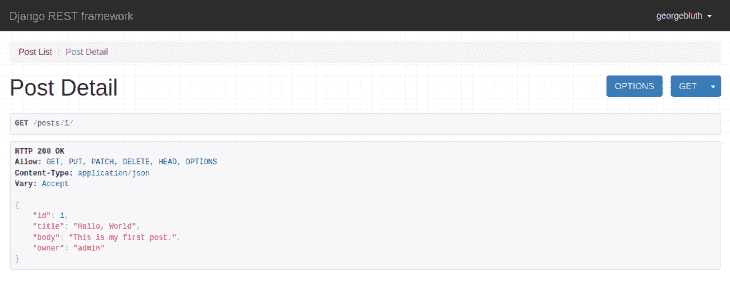 Django REST framework georgebluth
Post List / Post Detail
Post Detail OPTIONS GET
GET /posts/1/
HTTP 200 OK
Allow: GET, PUT, PATCH, DELETE, HEAD, OPTIONS
Content-Type: application/json
Vary: Accept
{
"id": 1,
"title": "Hello, World",
"body": "This is my first post.",
"owner": "admin"
}